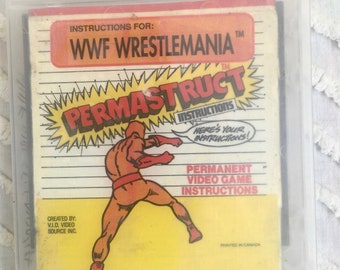 INSTRUCTIONS FOR:
WWF WRESTLEMANIA™
PERMASTRUCT™
INSTRUCTIONS
HERE'S YOUR
INSTRUCTIONS!
PERMANENT
VIDEO GAME
INSTRUCTIONS
CREATED BY:
V.I.D. VIDEO
SOURCE INC.
PRINTED IN CANADA